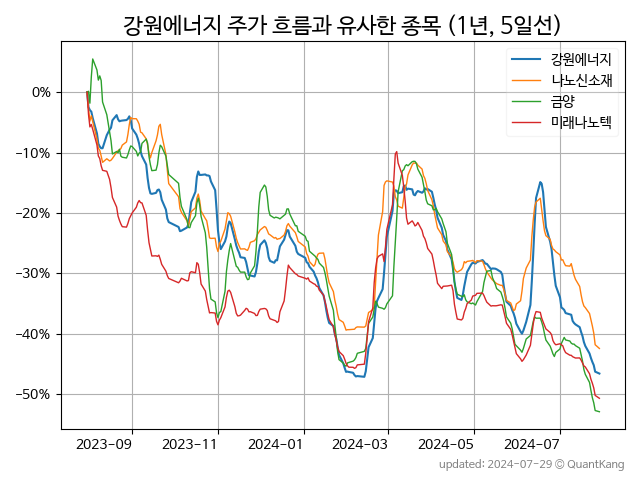 강원에너지 주가 흐름과 유사한 종목 (1년, 5일선)
강원에너지
나노신소재
금양
미래나노텍
0%
−10%
−20%
−30%
−40%
−50%
2023-09
2023-11
2024-01
2024-03
2024-05
2024-07
updated: 2024-07-29 © QuantKang